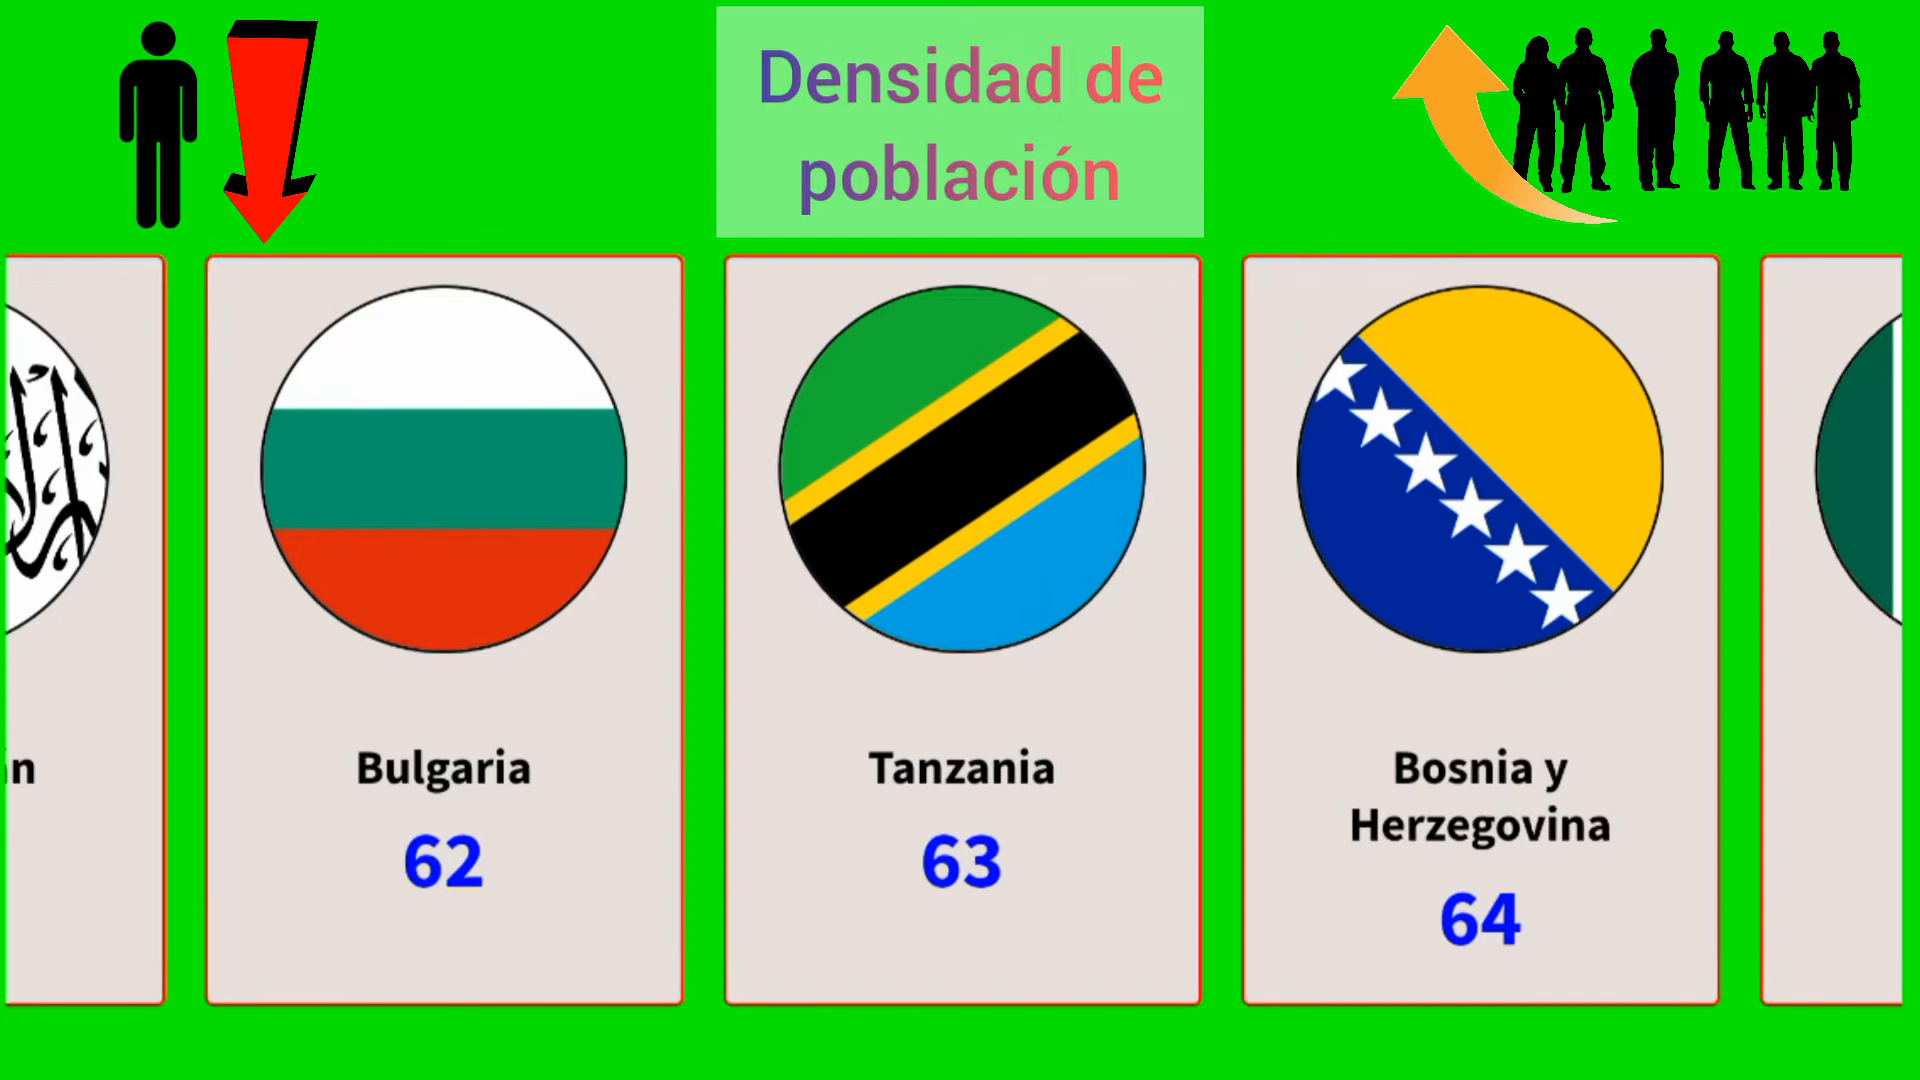 Densidad de
población
Bulgaria
62
Tanzania
63
Bosnia y
Herzegovina
64